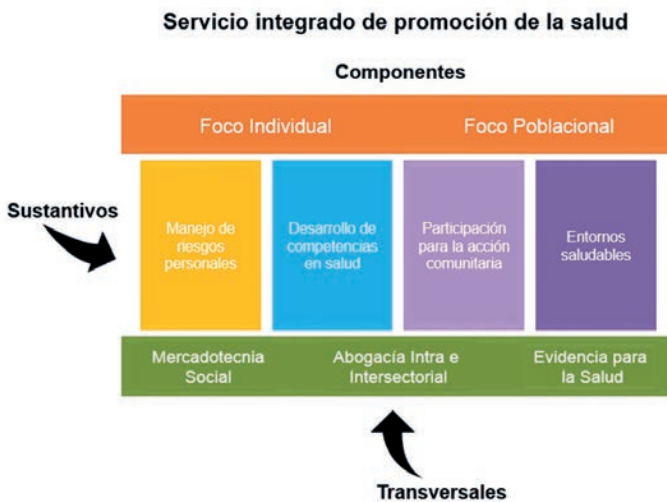 Servicio integrado de promoción de la salud
Componentes
Foco Individual
Foco Poblacional
Sustantivos
Manejo de
riesgos
personales
Desarrollo de
competencias
en salud
Participación
para la acción
comunitaria
Entornos
saludables
Mercadotecnia
Social
Abogacía Intra e
Intersectorial
Evidencia para
la Salud
Transversales